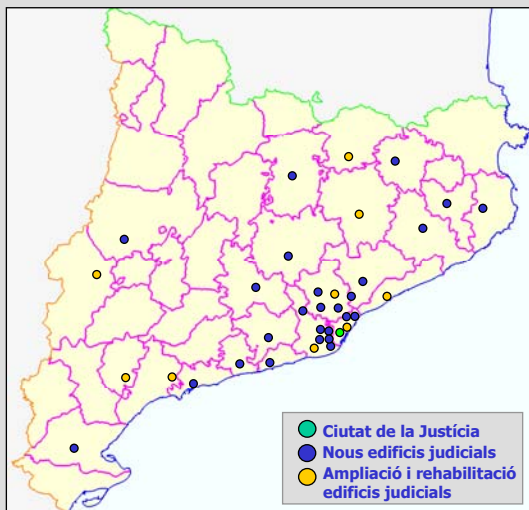 Ciutat de la Justícia
Nous edificis judicials
Ampliació i rehabilitació
edificis judicials